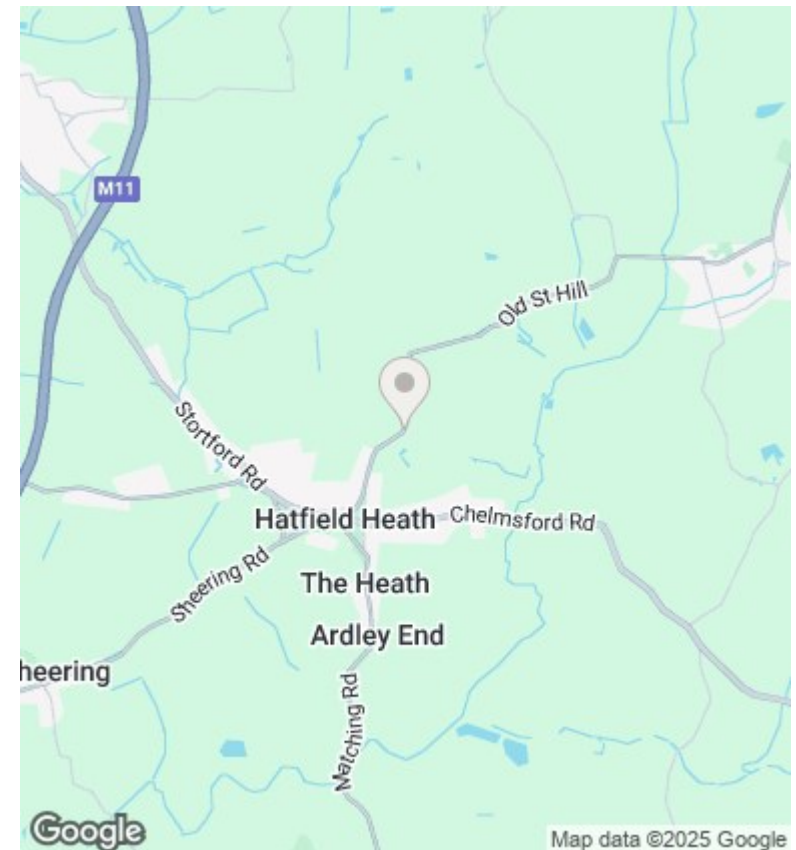 M11
Old St Hill
Stortford Rd
Hatfield Heath
Chelmsford Rd
Sheering Rd
The Heath
Ardley End
heering
Matching Rd
Google
Map data ©2025 Google